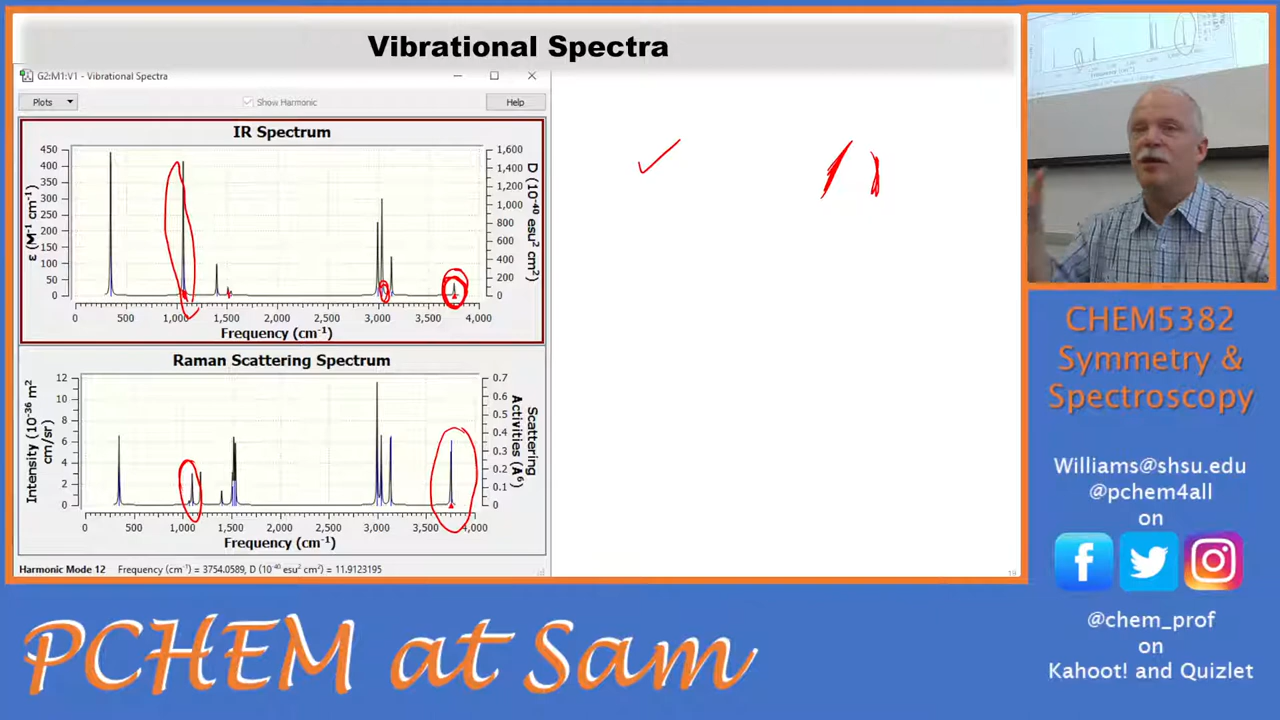 Vibrational Spectra
G2:M1:V1 - Vibrational Spectra
Plots
Show Harmonic
Help
IR Spectrum
450
400
350
300
250
200
150
100
50
0
ε (M⁻¹ cm⁻¹)
1,600
1,400
1,200
1,000
800
600
400
200
0
D (10⁻⁴⁰ esu² cm²)
0 500 1,000 1,500 2,000 2,500 3,000 3,500 4,000
Frequency (cm⁻¹)
Raman Scattering Spectrum
12
10
8
6
4
2
0
Intensity (10⁻³⁶ m² cm/sr)
0.7
0.6
0.5
0.4
0.3
0.2
0.1
0
Scattering Activities (Å⁶)
0 500 1,000 1,500 2,000 2,500 3,000 3,500 4,000
Frequency (cm⁻¹)
Harmonic Mode 12 Frequency (cm⁻¹) = 3754.0589, D (10⁻⁴⁰ esu² cm²) = 11.9123195
19
CHEM5382
Symmetry &
Spectroscopy
Williams@shsu.edu
@pchem4all
on
@chem_prof
on
Kahoot! and Quizlet
PCHEM at Sam